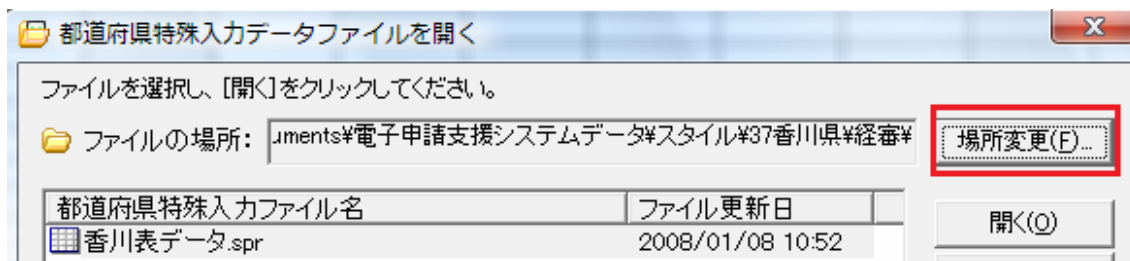 都道府県特殊入力データファイルを開く
ファイルを選択し、[開く]をクリックしてください。
ファイルの場所: uments¥電子申請支援システムデータ¥スタイル¥37香川県¥経審¥ 場所変更(F)...
都道府県特殊入力ファイル名 ファイル更新日
開く(O)
香川表データ.spr 2008/01/08 10:52